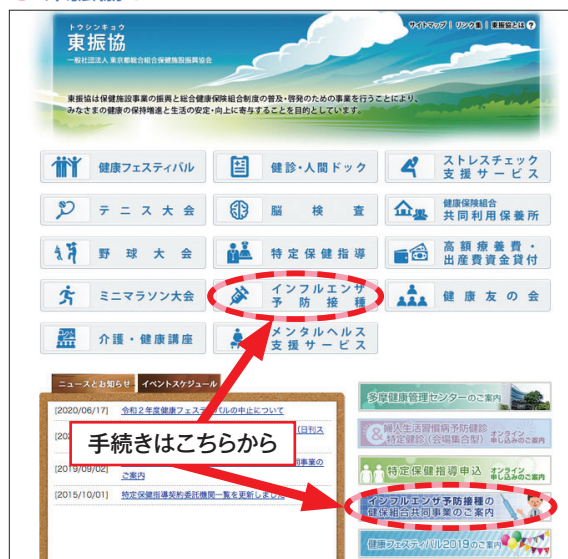 トウシンキョウ
東振協
一般社団法人 東京都総合組合保健施設振興協会
サイトマップ | リンク集 | 東振協とは ?
東振協は保健施設事業の振興と総合健康保険組合制度の普及・啓発のための事業を行うことにより、
みなさまの健康の保持増進と生活の安定・向上に寄与することを目的としています。
健康フェスティバル
健診・人間ドック
ストレスチェック
支援サービス
テニス大会
脳検査
健康保険組合
共同利用保養所
野球大会
特定保健指導
高額療養費・
出産費資金貸付
ミニマラソン大会
インフルエンザ
予防接種
健康友の会
介護・健康講座
メンタルヘルス
支援サービス
ニュースとお知らせ
イベントスケジュール
[2020/06/17] 令和2年度健康フェスティバルの中止について
[202
(日刊ス
手続きはこちらから
[2019/09/02]
同事業の
ご案内
[2015/10/01] 特定保健指導契約委託機関一覧を更新しました
多摩健康管理センターのご案内
婦人生活習慣病予防健診
&特定健診(会場集合型)
オンライン
申し込みのご案内
特定保健指導申込
オンライン
申し込みのご案内
インフルエンザ予防接種の
健保組合共同事業のご案内
健康フェスティバル2019のご案内